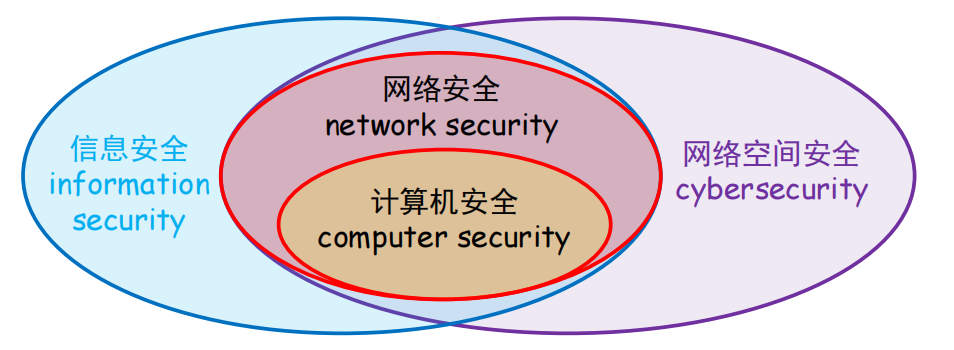 网络安全
network security
信息安全
information
security
网络空间安全
cybersecurity
计算机安全
computer security